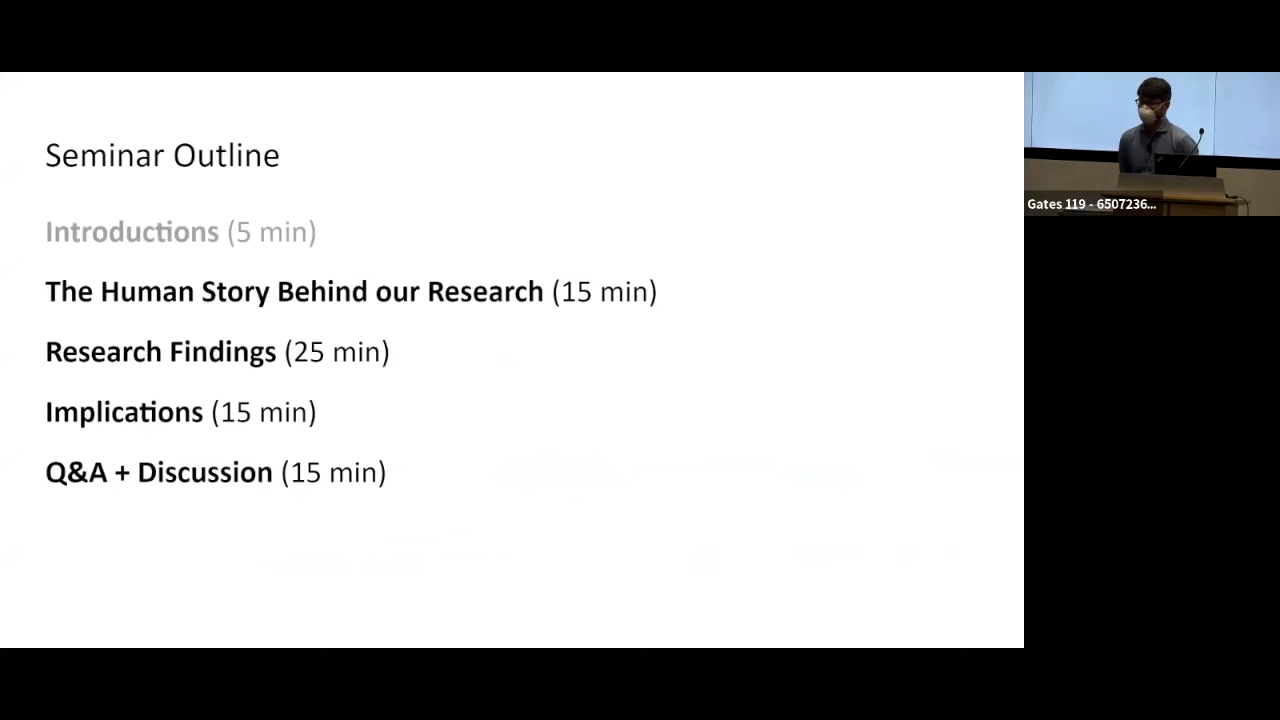 Seminar Outline
Introductions (5 min)
The Human Story Behind our Research (15 min)
Research Findings (25 min)
Implications (15 min)
Q&A + Discussion (15 min)
Gates 119 - 6507236...